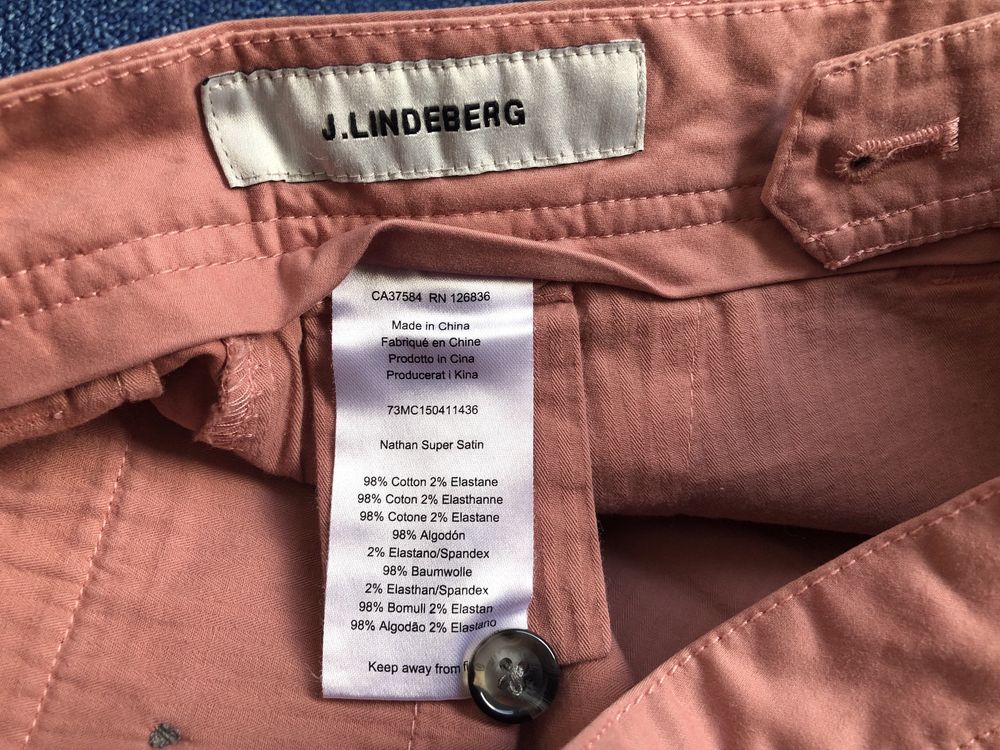 J.LINDEBERG
CA37584 RN 126836
Made in China
Fabriqué en Chine
Prodotto in Cina
Producerat i Kina
73MC150411436
Nathan Super Satin
98% Cotton 2% Elastane
98% Coton 2% Elasthanne
98% Cotone 2% Elastane
98% Algodón
2% Elastano/Spandex
98% Baumwolle
2% Elasthan/Spandex
98% Bomull 2% Elastan
98% Algodão 2% Elastano
Keep away from